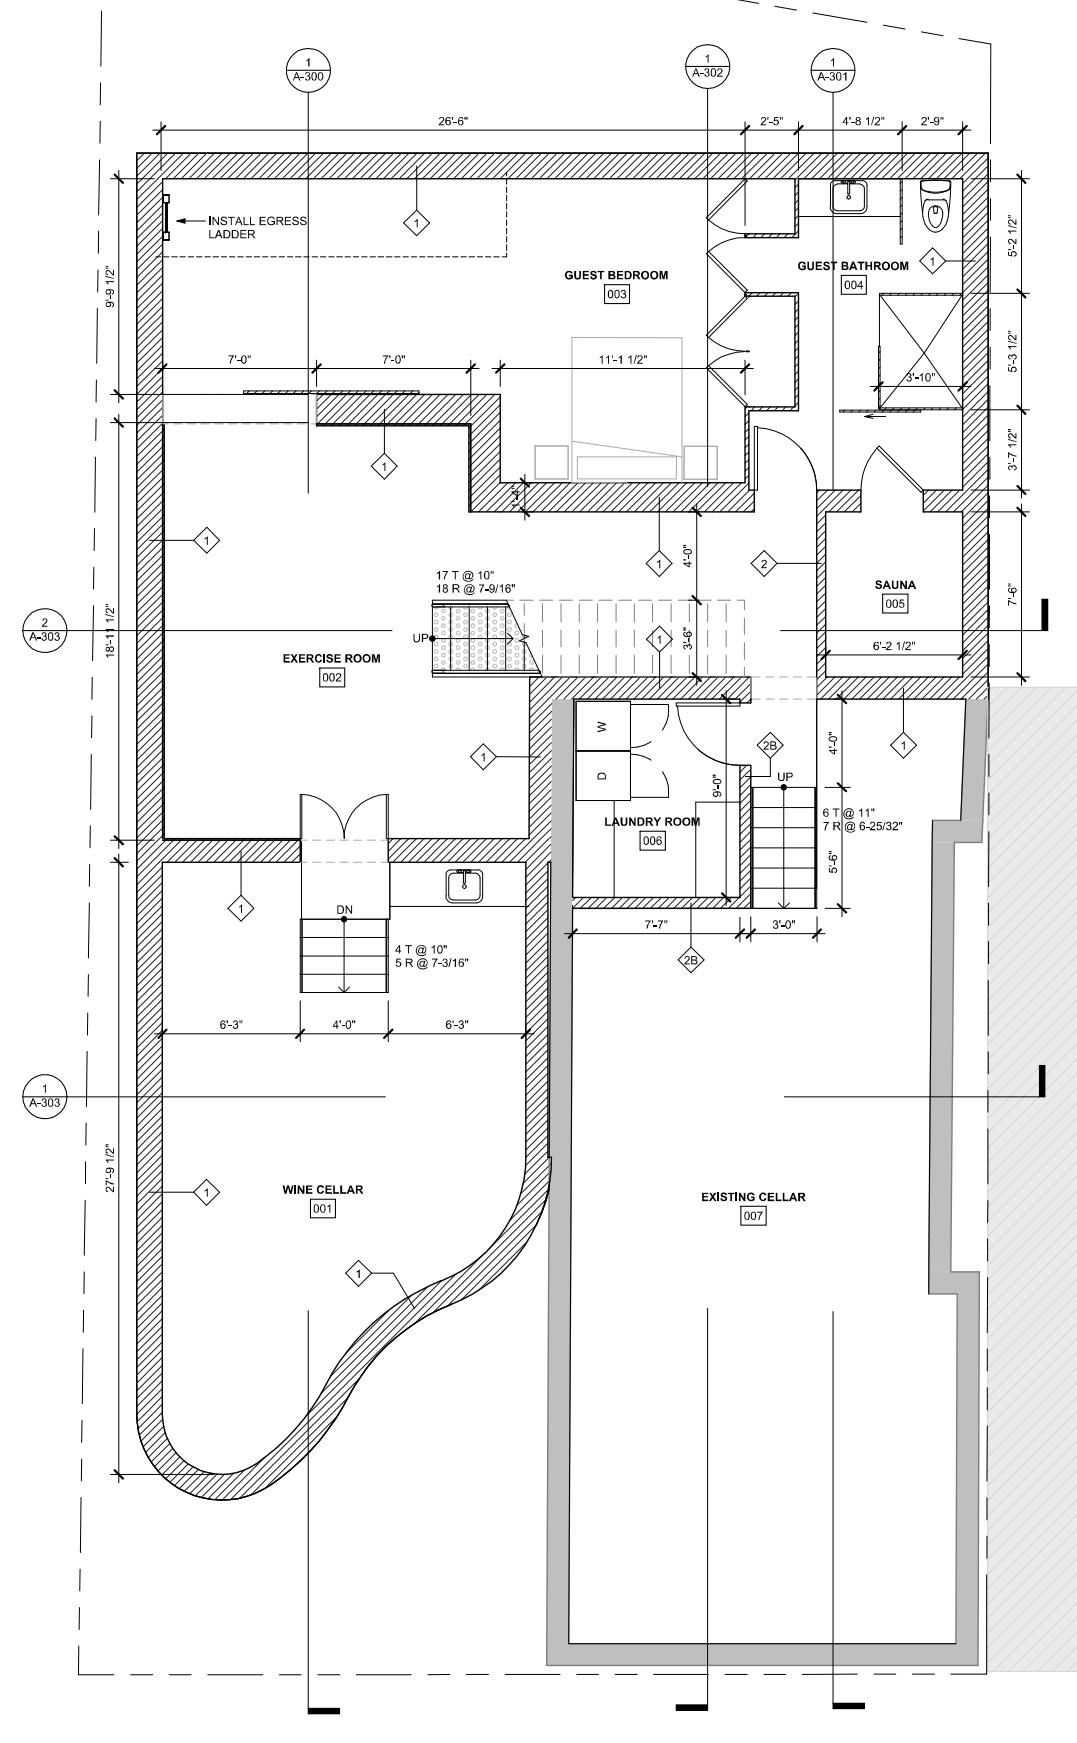 1
A-300
1
A-302
1
A-301
26'-6"
2'-5"
4'-8 1/2"
2'-9"
INSTALL EGRESS
LADDER
1
1
5'-2 1/2"
GUEST BEDROOM
003
GUEST BATHROOM
004
9'-9 1/2"
7'-0"
7'-0"
11'-1 1/2"
3'-10"
5'-3 1/2"
1
1'-4"
3'-7 1/2"
1
1
2
4'-0"
17 T @ 10"
18 R @ 7-9/16"
SAUNA
005
7'-6"
2
A-303
18'-11 1/2"
UP
1
3'-6"
6'-2 1/2"
EXERCISE ROOM
002
W
1
2B
4'-0"
1
D
9'-0"
UP
LAUNDRY ROOM
006
6 T @ 11"
7 R @ 6-25/32"
5'-6"
1
DN
4 T @ 10"
5 R @ 7-3/16"
7'-7"
3'-0"
2B
6'-3"
4'-0"
6'-3"
1
A-303
27'-9 1/2"
1
WINE CELLAR
001
EXISTING CELLAR
007
1